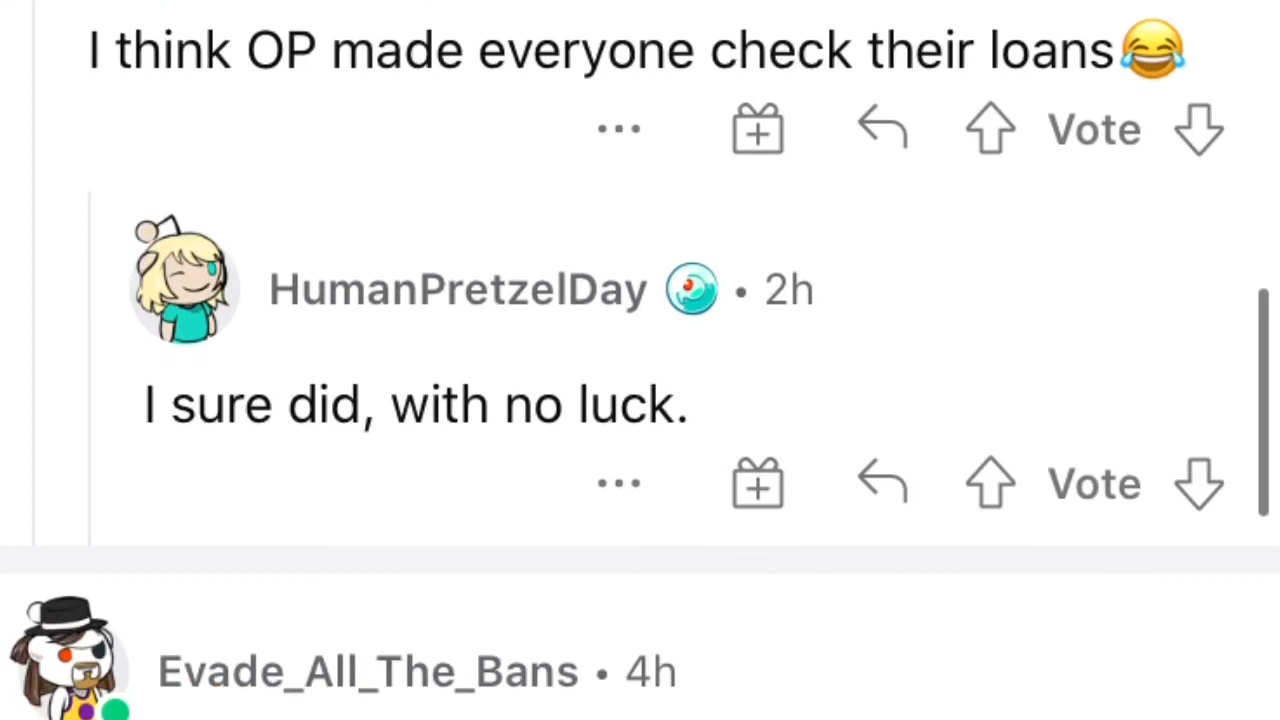 I think OP made everyone check their loans😂
Vote
HumanPretzelDay • 2h
I sure did, with no luck.
Vote
Evade_All_The_Bans • 4h